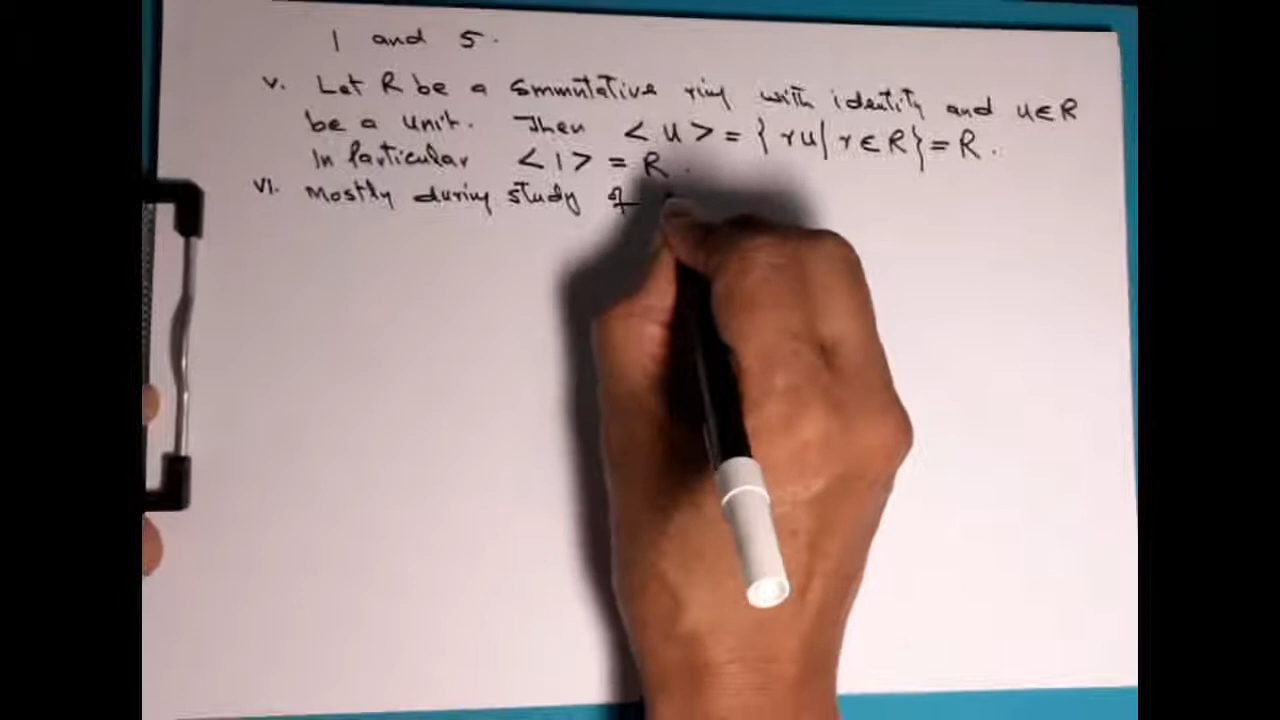 1 and 5.
v. Let R be a commutative ring with identity and u∈R
be a unit. Then <u> = {ru|r∈R} = R.
In Particular <1> = R.
vi. Mostly during study of